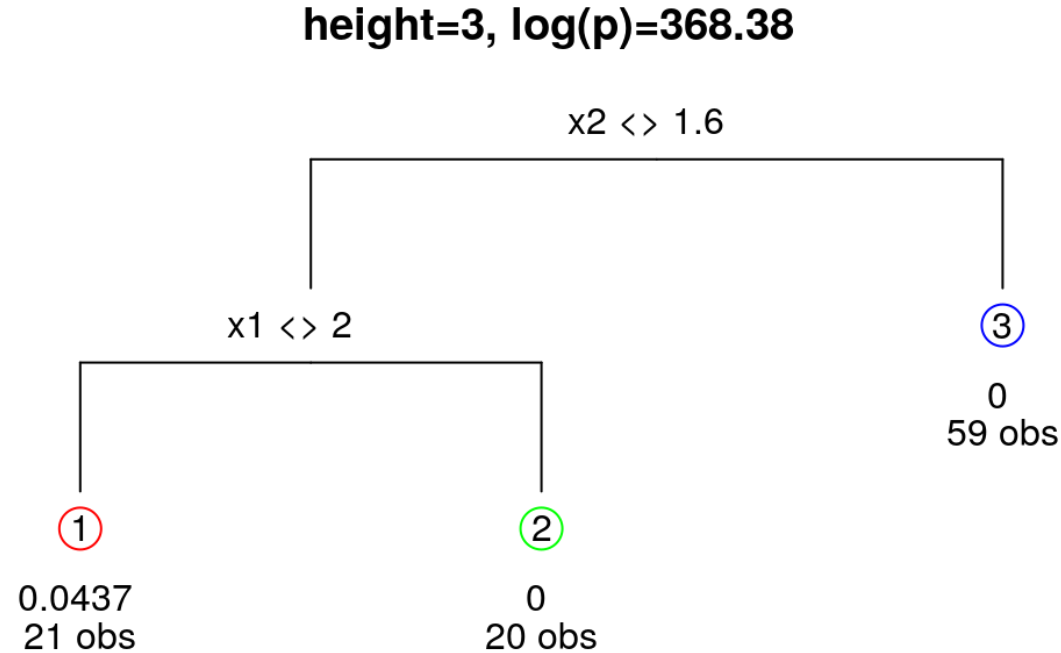 height=3, log(p)=368.38
x2 <> 1.6
x1 <> 2
3
0
59 obs
1
2
0.0437
0
21 obs
20 obs